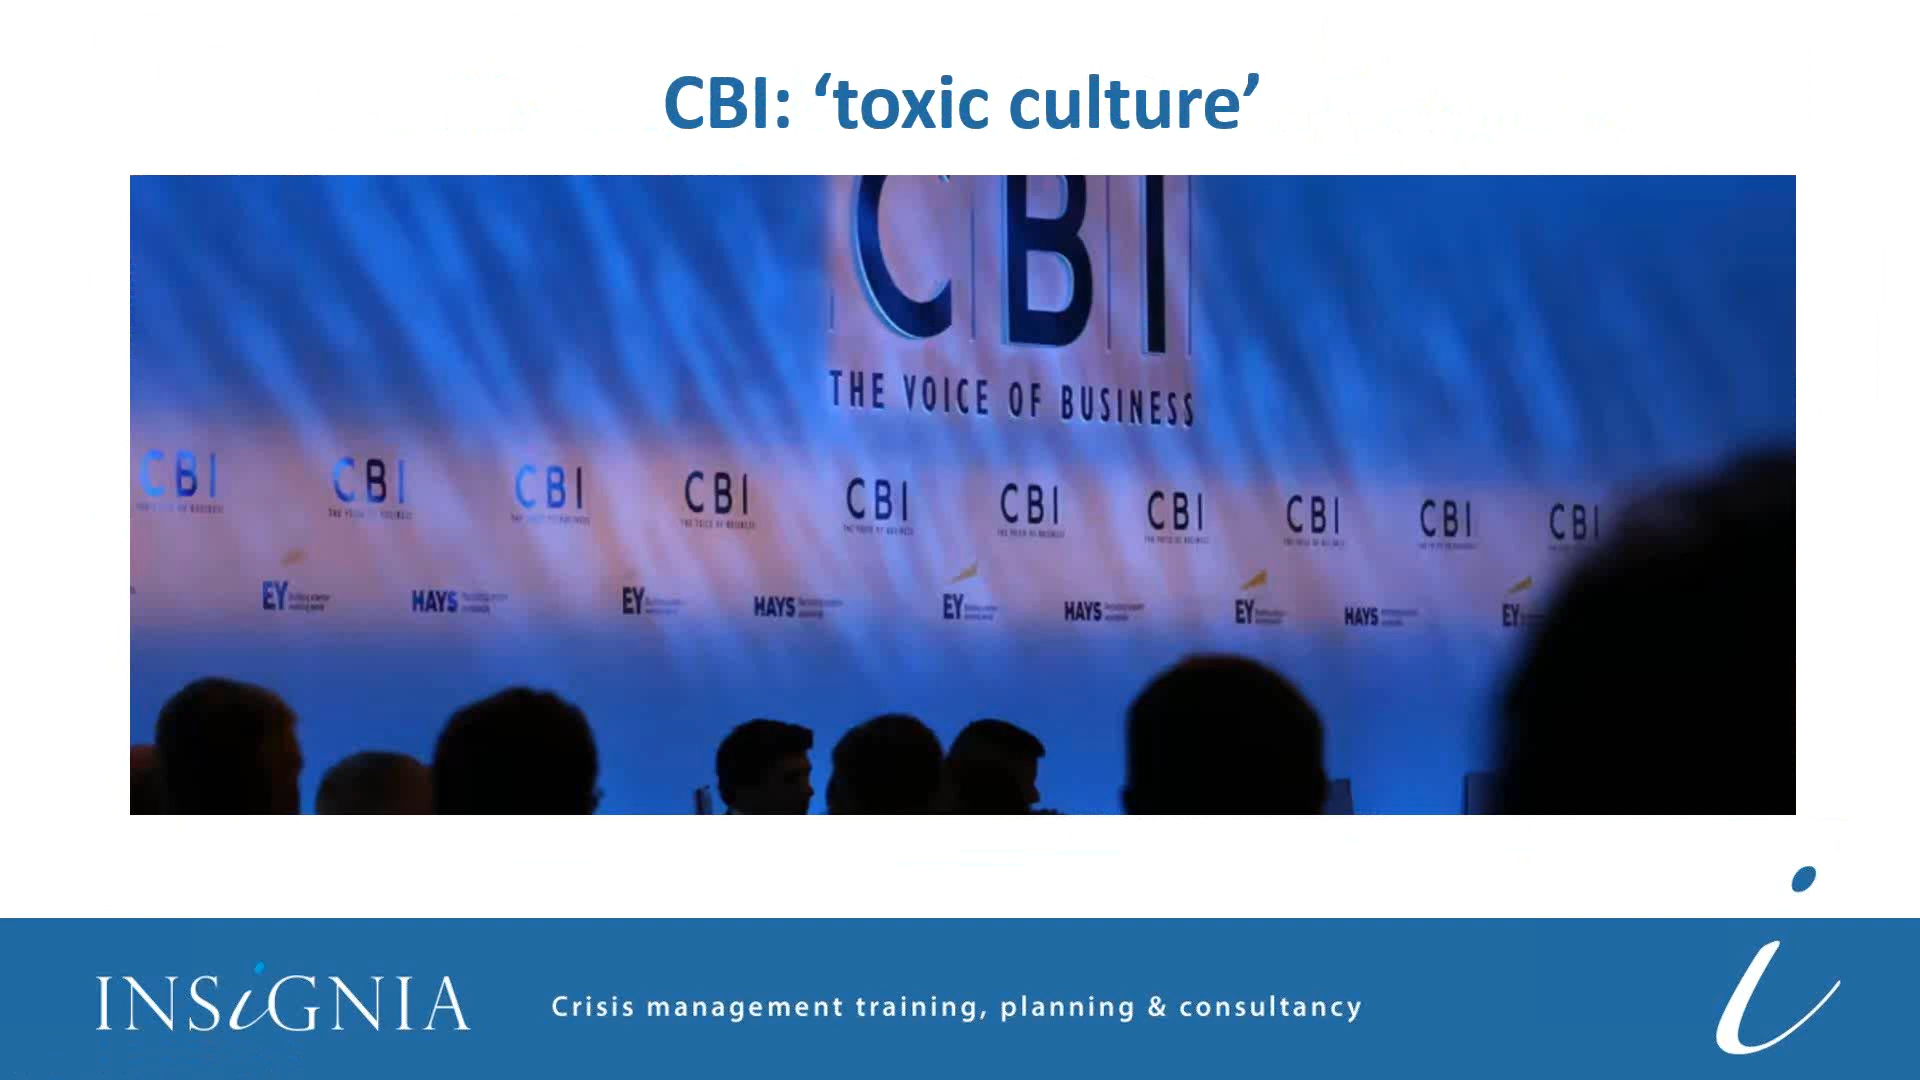 CBI: ‘toxic culture’
CBI
THE VOICE OF BUSINESS
CBI CBI CBI CBI CBI CBI CBI CBI CBI CBI
EY HAYS EY HAYS EY HAYS EY HAYS EY
INSiGNIA
Crisis management training, planning & consultancy
i